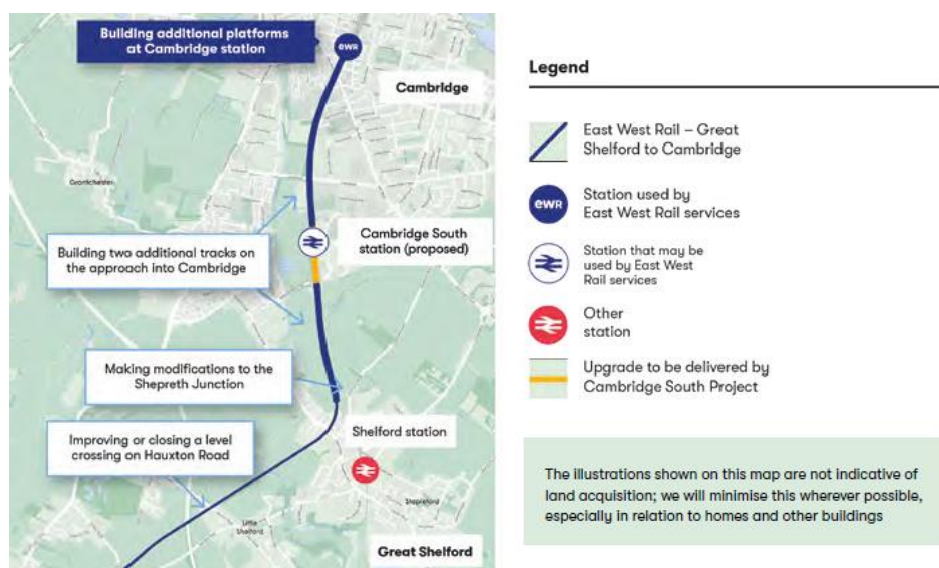 Building additional platforms
at Cambridge station
ewr
Cambridge
Grantchester
Building two additional tracks on
the approach into Cambridge
Cambridge South
station (proposed)
Making modifications to the
Shepreth Junction
Improving or closing a level
crossing on Hauxton Road
Shelford station
Stapleford
Little
Shelford
Great Shelford
Legend
East West Rail – Great
Shelford to Cambridge
ewr
Station used by
East West Rail services
Station that may be
used by East West
Rail services
Other
station
Upgrade to be delivered by
Cambridge South Project
The illustrations shown on this map are not indicative of
land acquisition; we will minimise this wherever possible,
especially in relation to homes and other buildings